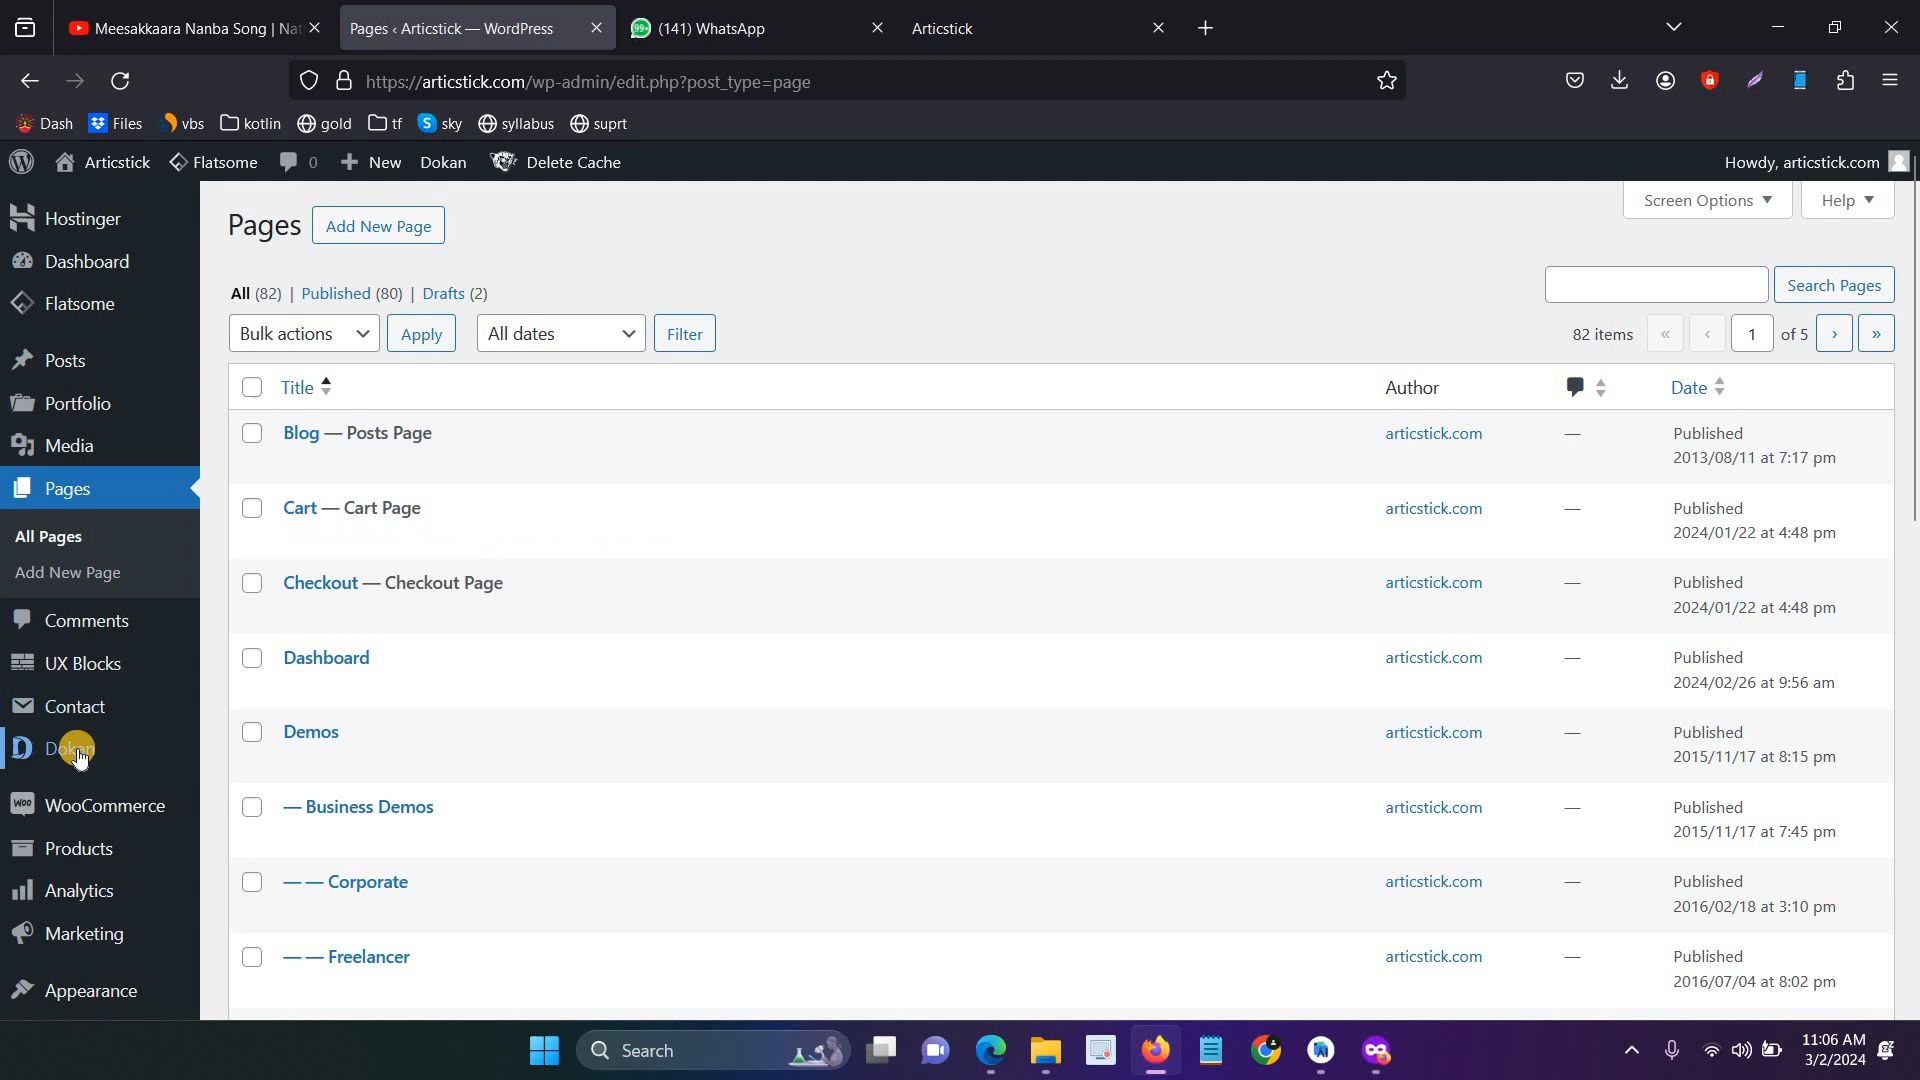 Meesakkaara Nanba Song | Nat
Pages ‹ Articstick — WordPress
99+
(141) WhatsApp
Articstick
https://articstick.com/wp-admin/edit.php?post_type=page
Dash
Files
vbs
kotlin
gold
tf
S sky
syllabus
suprt
Articstick
Flatsome
0
New
Dokan
Delete Cache
Howdy, articstick.com
Hostinger
Dashboard
Flatsome
Posts
Portfolio
Media
Pages
All Pages
Add New Page
Comments
UX Blocks
Contact
Dokan
WooCommerce
Products
Analytics
Marketing
Appearance
Screen Options
Help
Pages
Add New Page
All (82) | Published (80) | Drafts (2)
Search Pages
Bulk actions
Apply
All dates
Filter
82 items « ‹ 1 of 5 › »
Title
Author
Date
Blog — Posts Page
articstick.com
—
Published
2013/08/11 at 7:17 pm
Cart — Cart Page
articstick.com
—
Published
2024/01/22 at 4:48 pm
Checkout — Checkout Page
articstick.com
—
Published
2024/01/22 at 4:48 pm
Dashboard
articstick.com
—
Published
2024/02/26 at 9:56 am
Demos
articstick.com
—
Published
2015/11/17 at 8:15 pm
— Business Demos
articstick.com
—
Published
2015/11/17 at 7:45 pm
— — Corporate
articstick.com
—
Published
2016/02/18 at 3:10 pm
— — Freelancer
articstick.com
—
Published
2016/07/04 at 8:02 pm
Search
11:06 AM
3/2/2024